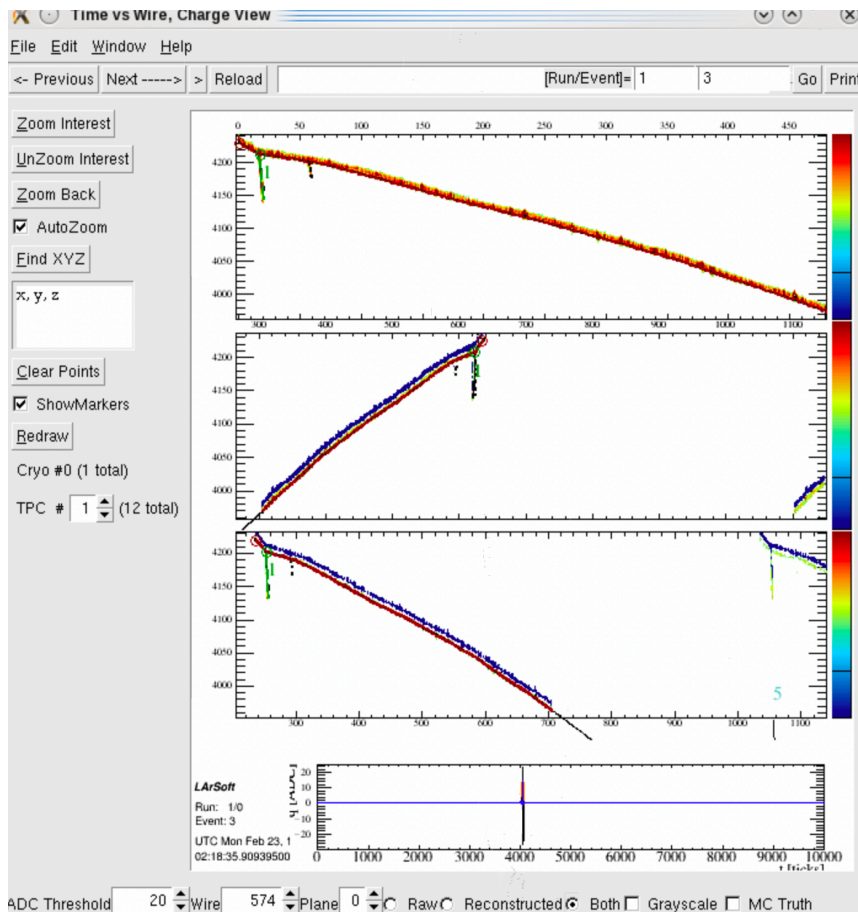 Time vs Wire, Charge View
File Edit Window Help
<- Previous Next -----> > Reload [Run/Event]= 1 3 Go Print
Zoom Interest
UnZoom Interest
Zoom Back
AutoZoom
Find XYZ
x, y, z
Clear Points
ShowMarkers
Redraw
Cryo #0 (1 total)
TPC # 1 (12 total)
0 50 100 150 200 250 300 350 400 450
4200
4150
4100
4050
4000
300 400 500 600 700 800 900 1000 1100
4200
4150
4100
4050
4000
4200
4150
4100
4050
4000
5
300 400 500 600 700 800 900 1000 1100
LArSoft
Run: 1/0
Event: 3
UTC Mon Feb 23, 1
02:18:35.90939500
q [ADC]
20
10
0
-10
-20
0 1000 2000 3000 4000 5000 6000 7000 8000 9000 10000
t [ticks]
ADC Threshold 20 Wire 574 Plane 0 Raw Reconstructed Both Grayscale MC Truth